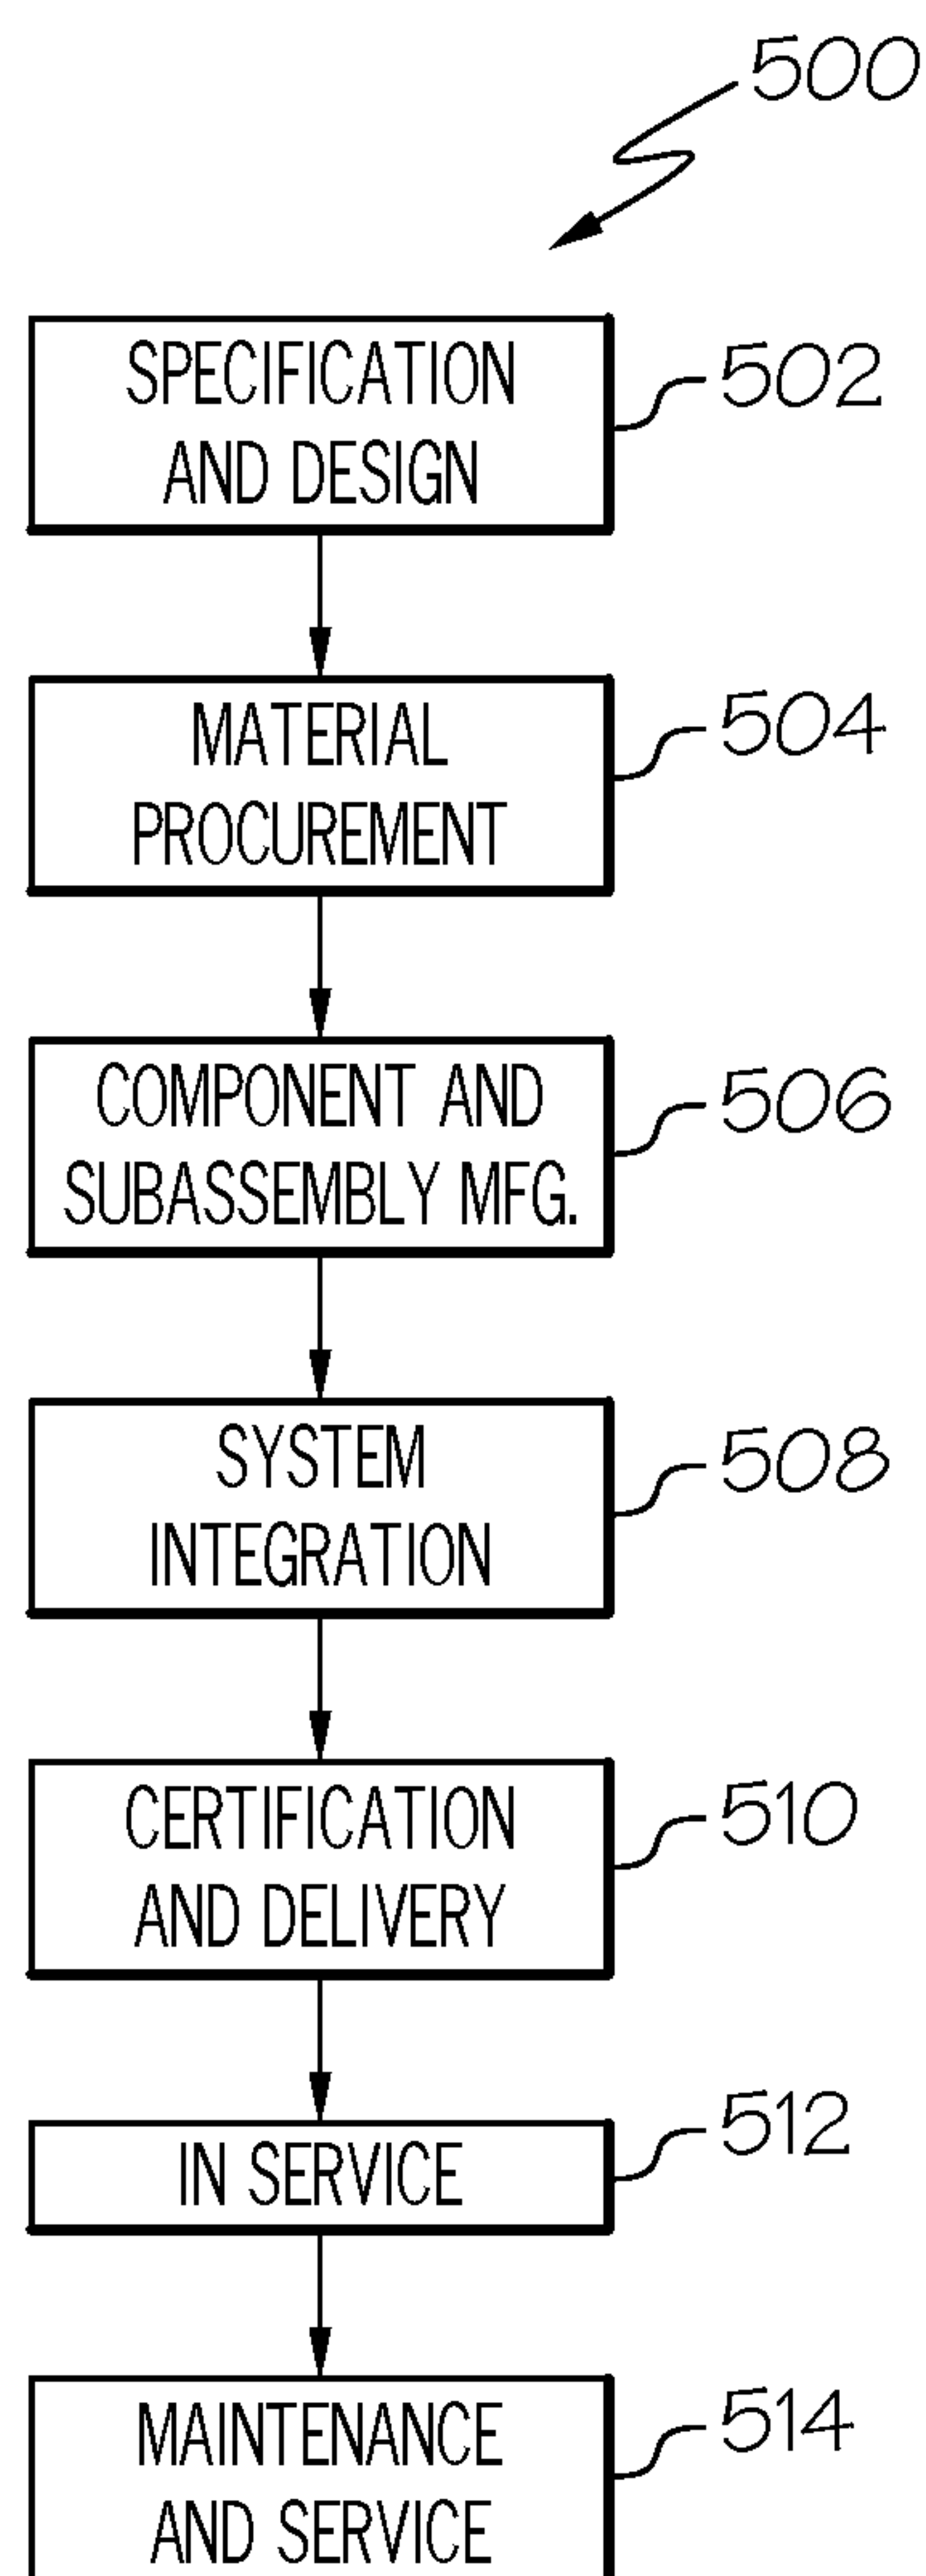 500
SPECIFICATION
AND DESIGN
502
MATERIAL
PROCUREMENT
504
COMPONENT AND
SUBASSEMBLY MFG.
506
SYSTEM
INTEGRATION
508
CERTIFICATION
AND DELIVERY
510
IN SERVICE
512
MAINTENANCE
AND SERVICE
514